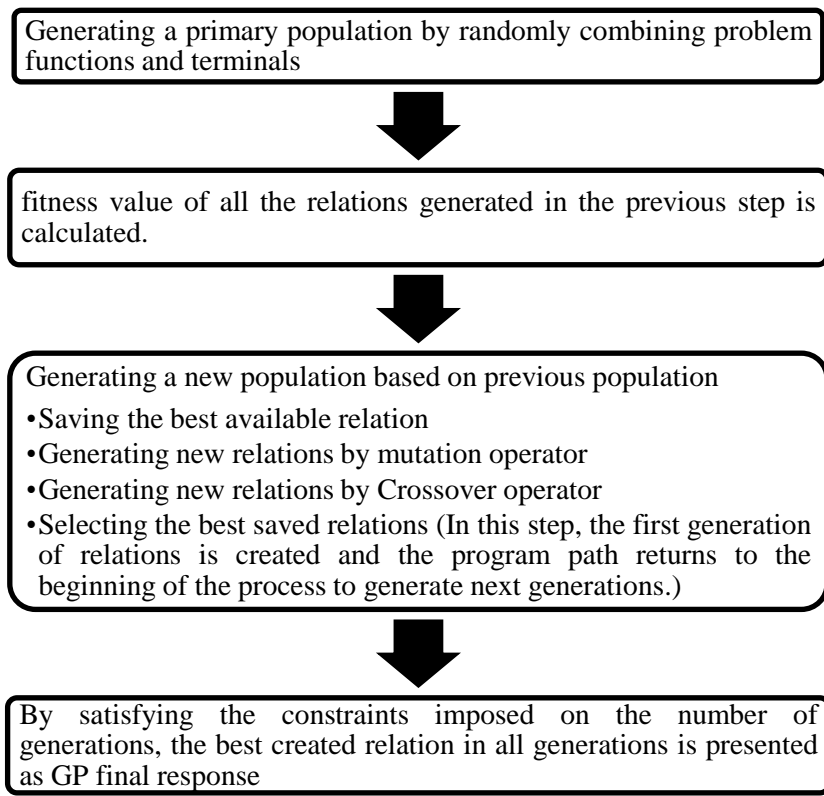 Generating a primary population by randomly combining problem
functions and terminals
fitness value of all the relations generated in the previous step is
calculated.
Generating a new population based on previous population
•Saving the best available relation
•Generating new relations by mutation operator
•Generating new relations by Crossover operator
•Selecting the best saved relations (In this step, the first generation
of relations is created and the program path returns to the
beginning of the process to generate next generations.)
By satisfying the constraints imposed on the number of
generations, the best created relation in all generations is presented
as GP final response